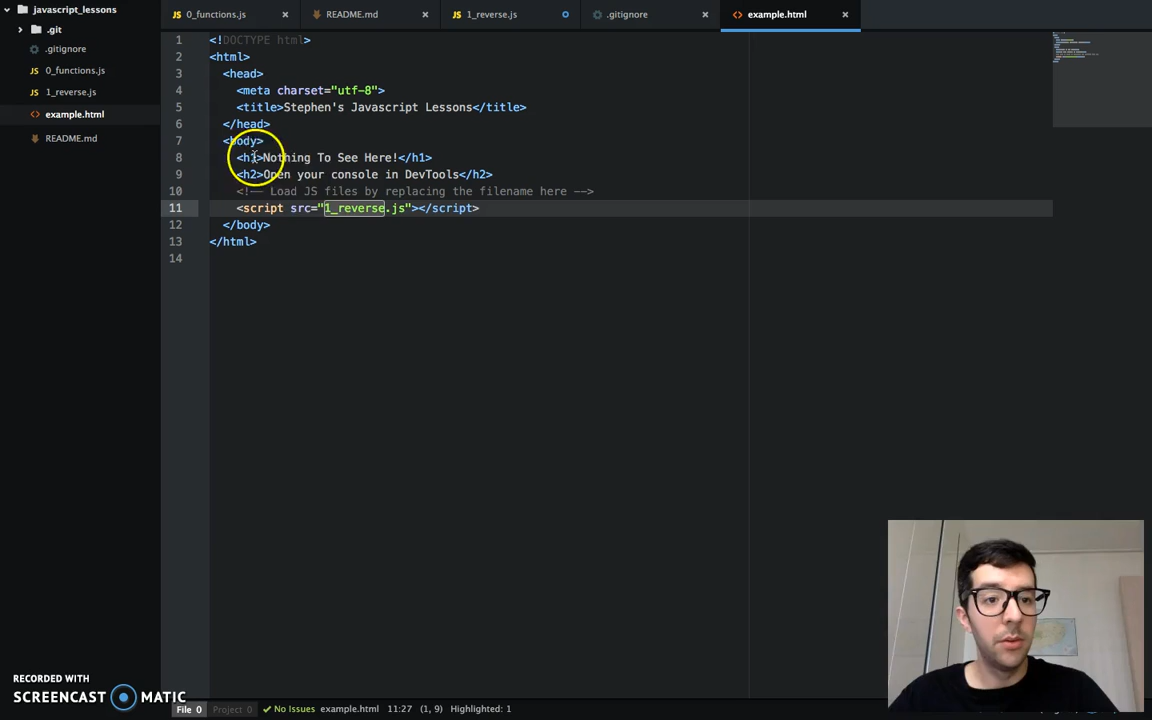 javascript_lessons
.git
.gitignore
0_functions.js
1_reverse.js
example.html
README.md
0_functions.js
README.md
1_reverse.js
.gitignore
example.html
1 <!DOCTYPE html>
2 <html>
3 <head>
4 <meta charset="utf-8">
5 <title>Stephen's Javascript Lessons</title>
6 </head>
7 <body>
8 <h1>Nothing To See Here!</h1>
9 <h2>Open your console in DevTools</h2>
10 <!-- Load JS files by replacing the filename here -->
11 <script src="1_reverse.js"></script>
12 </body>
13 </html>
14
RECORDED WITH
SCREENCAST MATIC
File 0 Project 0 No Issues example.html 11:27 (1, 9) Highlighted: 1